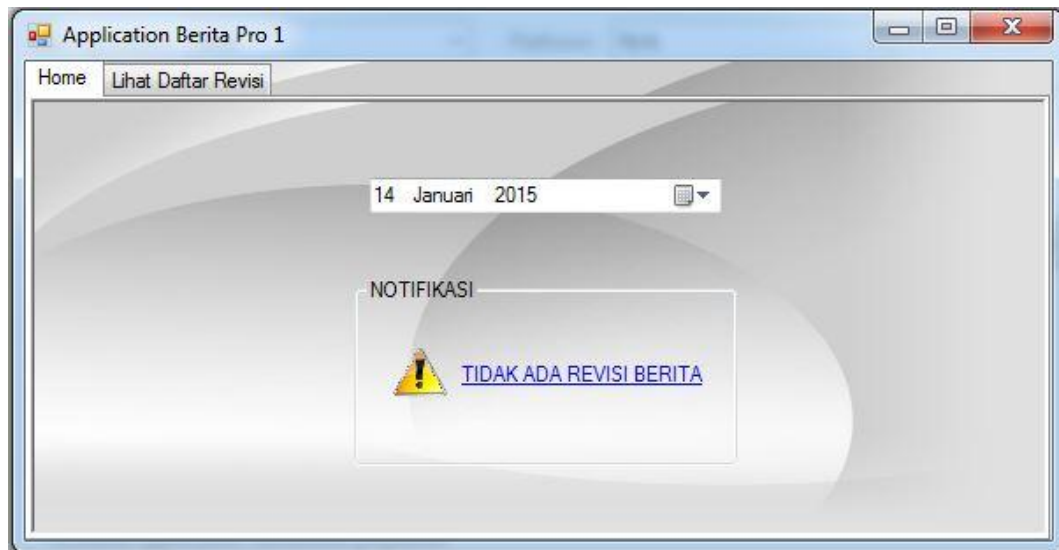 Application Berita Pro 1
Home Lihat Daftar Revisi
14 Januari 2015
NOTIFIKASI
TIDAK ADA REVISI BERITA